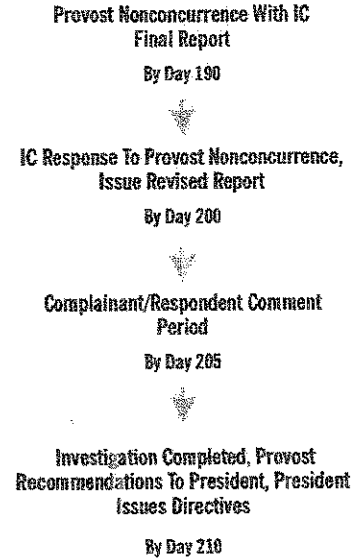 Provost Nonconcurrence With IC
Final Report
By Day 190
IC Response To Provost Nonconcurrence,
Issue Revised Report
By Day 200
Complainant/Respondent Comment
Period
By Day 205
Investigation Completed, Provost
Recommendations To President, President
Issues Directives
By Day 210